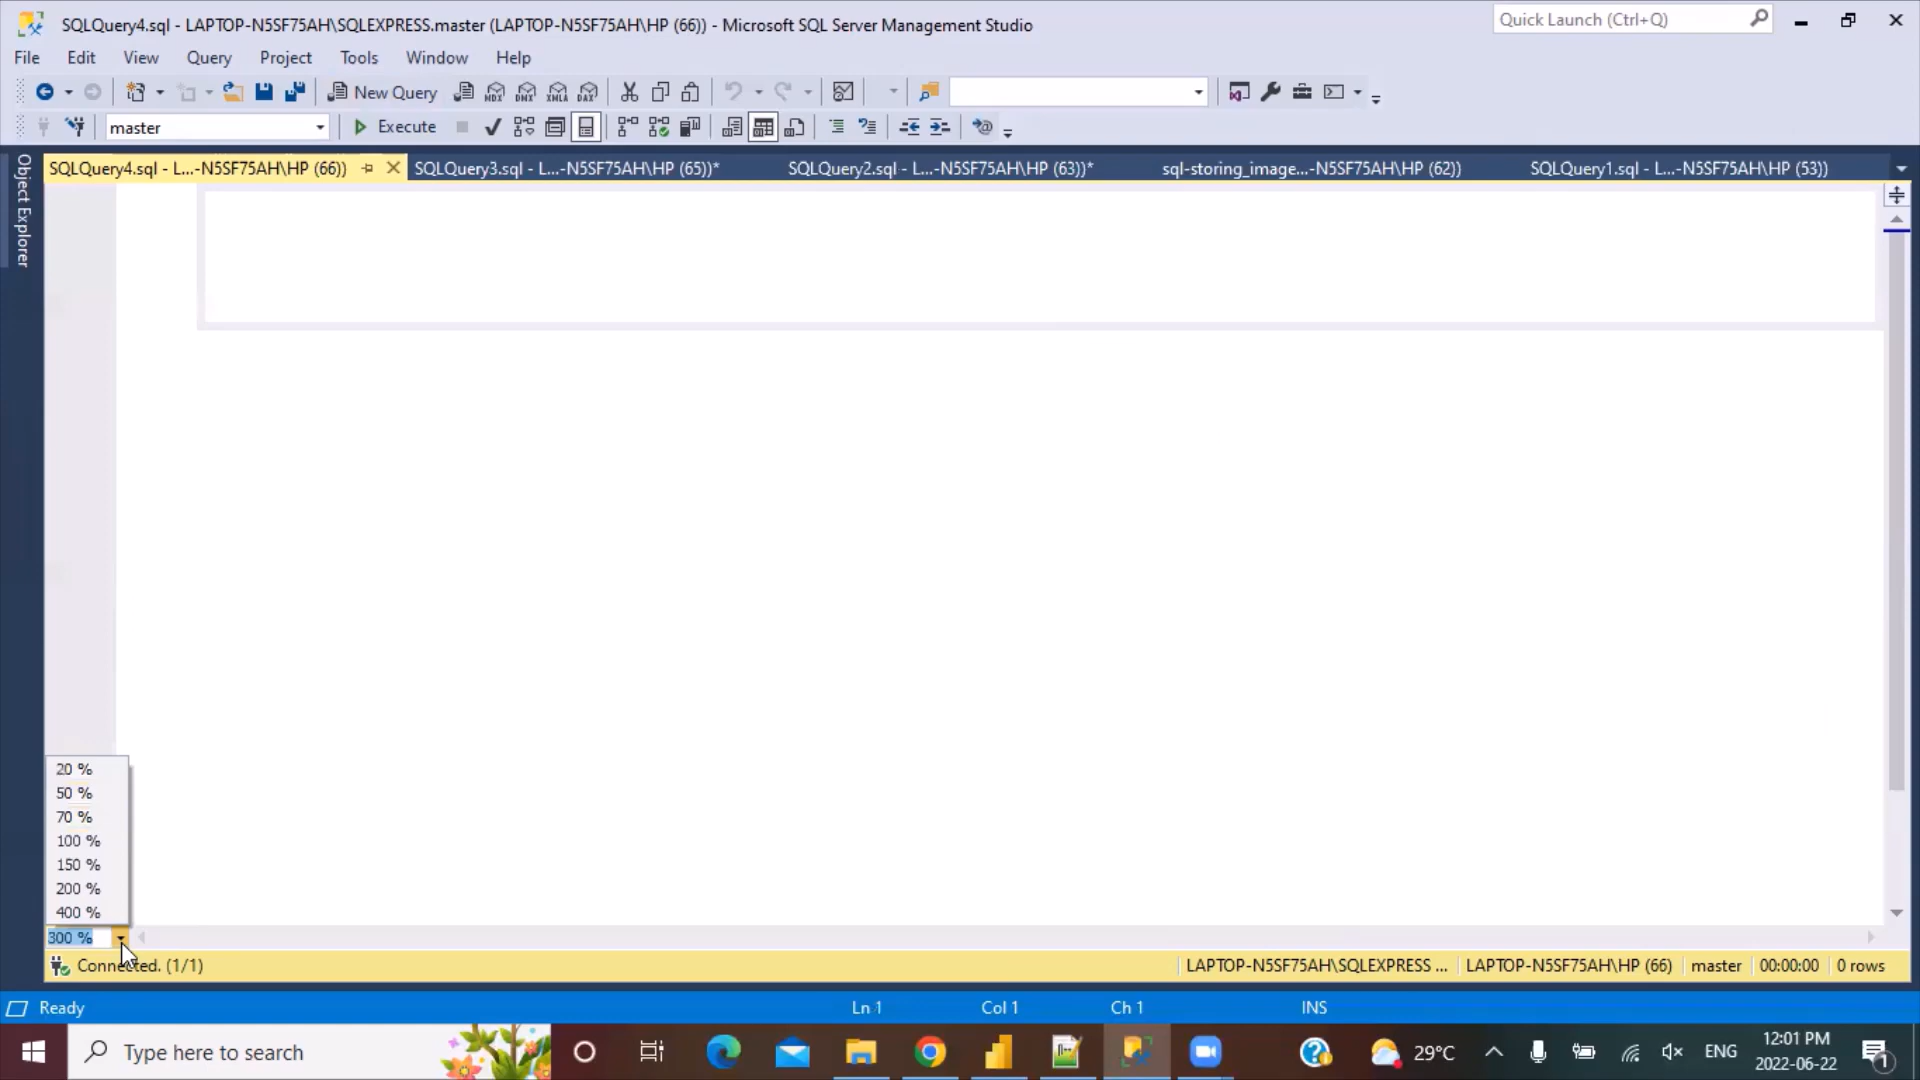 SQLQuery4.sql - LAPTOP-N5SF75AH\SQLEXPRESS.master (LAPTOP-N5SF75AH\HP (66)) - Microsoft SQL Server Management Studio
Quick Launch (Ctrl+Q)
File Edit View Query Project Tools Window Help
New Query MDX DMX XMLA DAX
master Execute
SQLQuery4.sql - L...-N5SF75AH\HP (66)) SQLQuery3.sql - L...-N5SF75AH\HP (65))* SQLQuery2.sql - L...-N5SF75AH\HP (63))* sql-storing_image...-N5SF75AH\HP (62)) SQLQuery1.sql - L...-N5SF75AH\HP (53))
Object Explorer
20 %
50 %
70 %
100 %
150 %
200 %
400 %
300 %
Connected. (1/1) LAPTOP-N5SF75AH\SQLEXPRESS ... LAPTOP-N5SF75AH\HP (66) master 00:00:00 0 rows
Ready Ln 1 Col 1 Ch 1 INS
Type here to search 29°C ENG 12:01 PM
2022-06-22 1